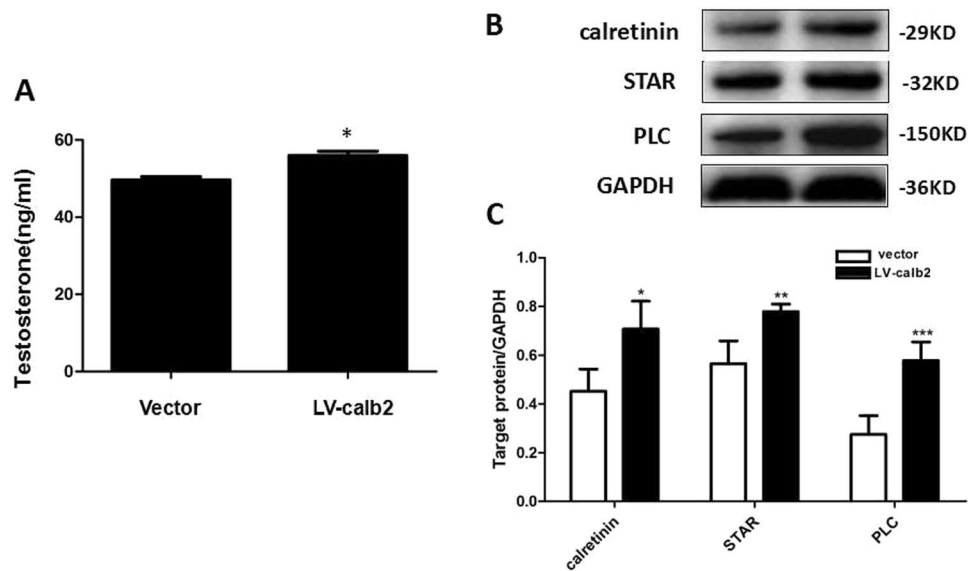 A
Testosterone(ng/ml)
60
40
20
0
*
Vector
LV-calb2
B
calretinin
-29KD
STAR
-32KD
PLC
-150KD
GAPDH
-36KD
C
Target protein/GAPDH
1.0
0.8
0.6
0.4
0.2
0.0
vector
LV-calb2
*
**
***
calretinin
STAR
PLC